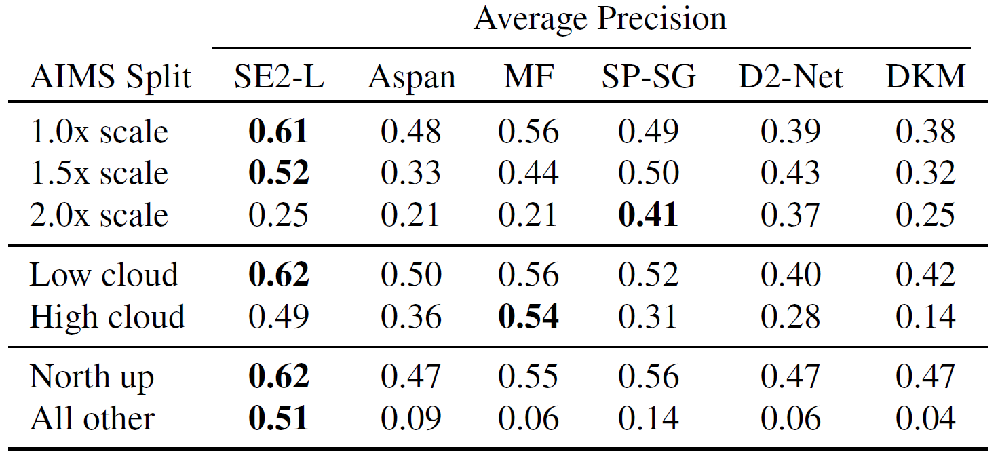 Average Precision
AIMS Split SE2-L Aspan MF SP-SG D2-Net DKM
1.0x scale 0.61 0.48 0.56 0.49 0.39 0.38
1.5x scale 0.52 0.33 0.44 0.50 0.43 0.32
2.0x scale 0.25 0.21 0.21 0.41 0.37 0.25
Low cloud 0.62 0.50 0.56 0.52 0.40 0.42
High cloud 0.49 0.36 0.54 0.31 0.28 0.14
North up 0.62 0.47 0.55 0.56 0.47 0.47
All other 0.51 0.09 0.06 0.14 0.06 0.04